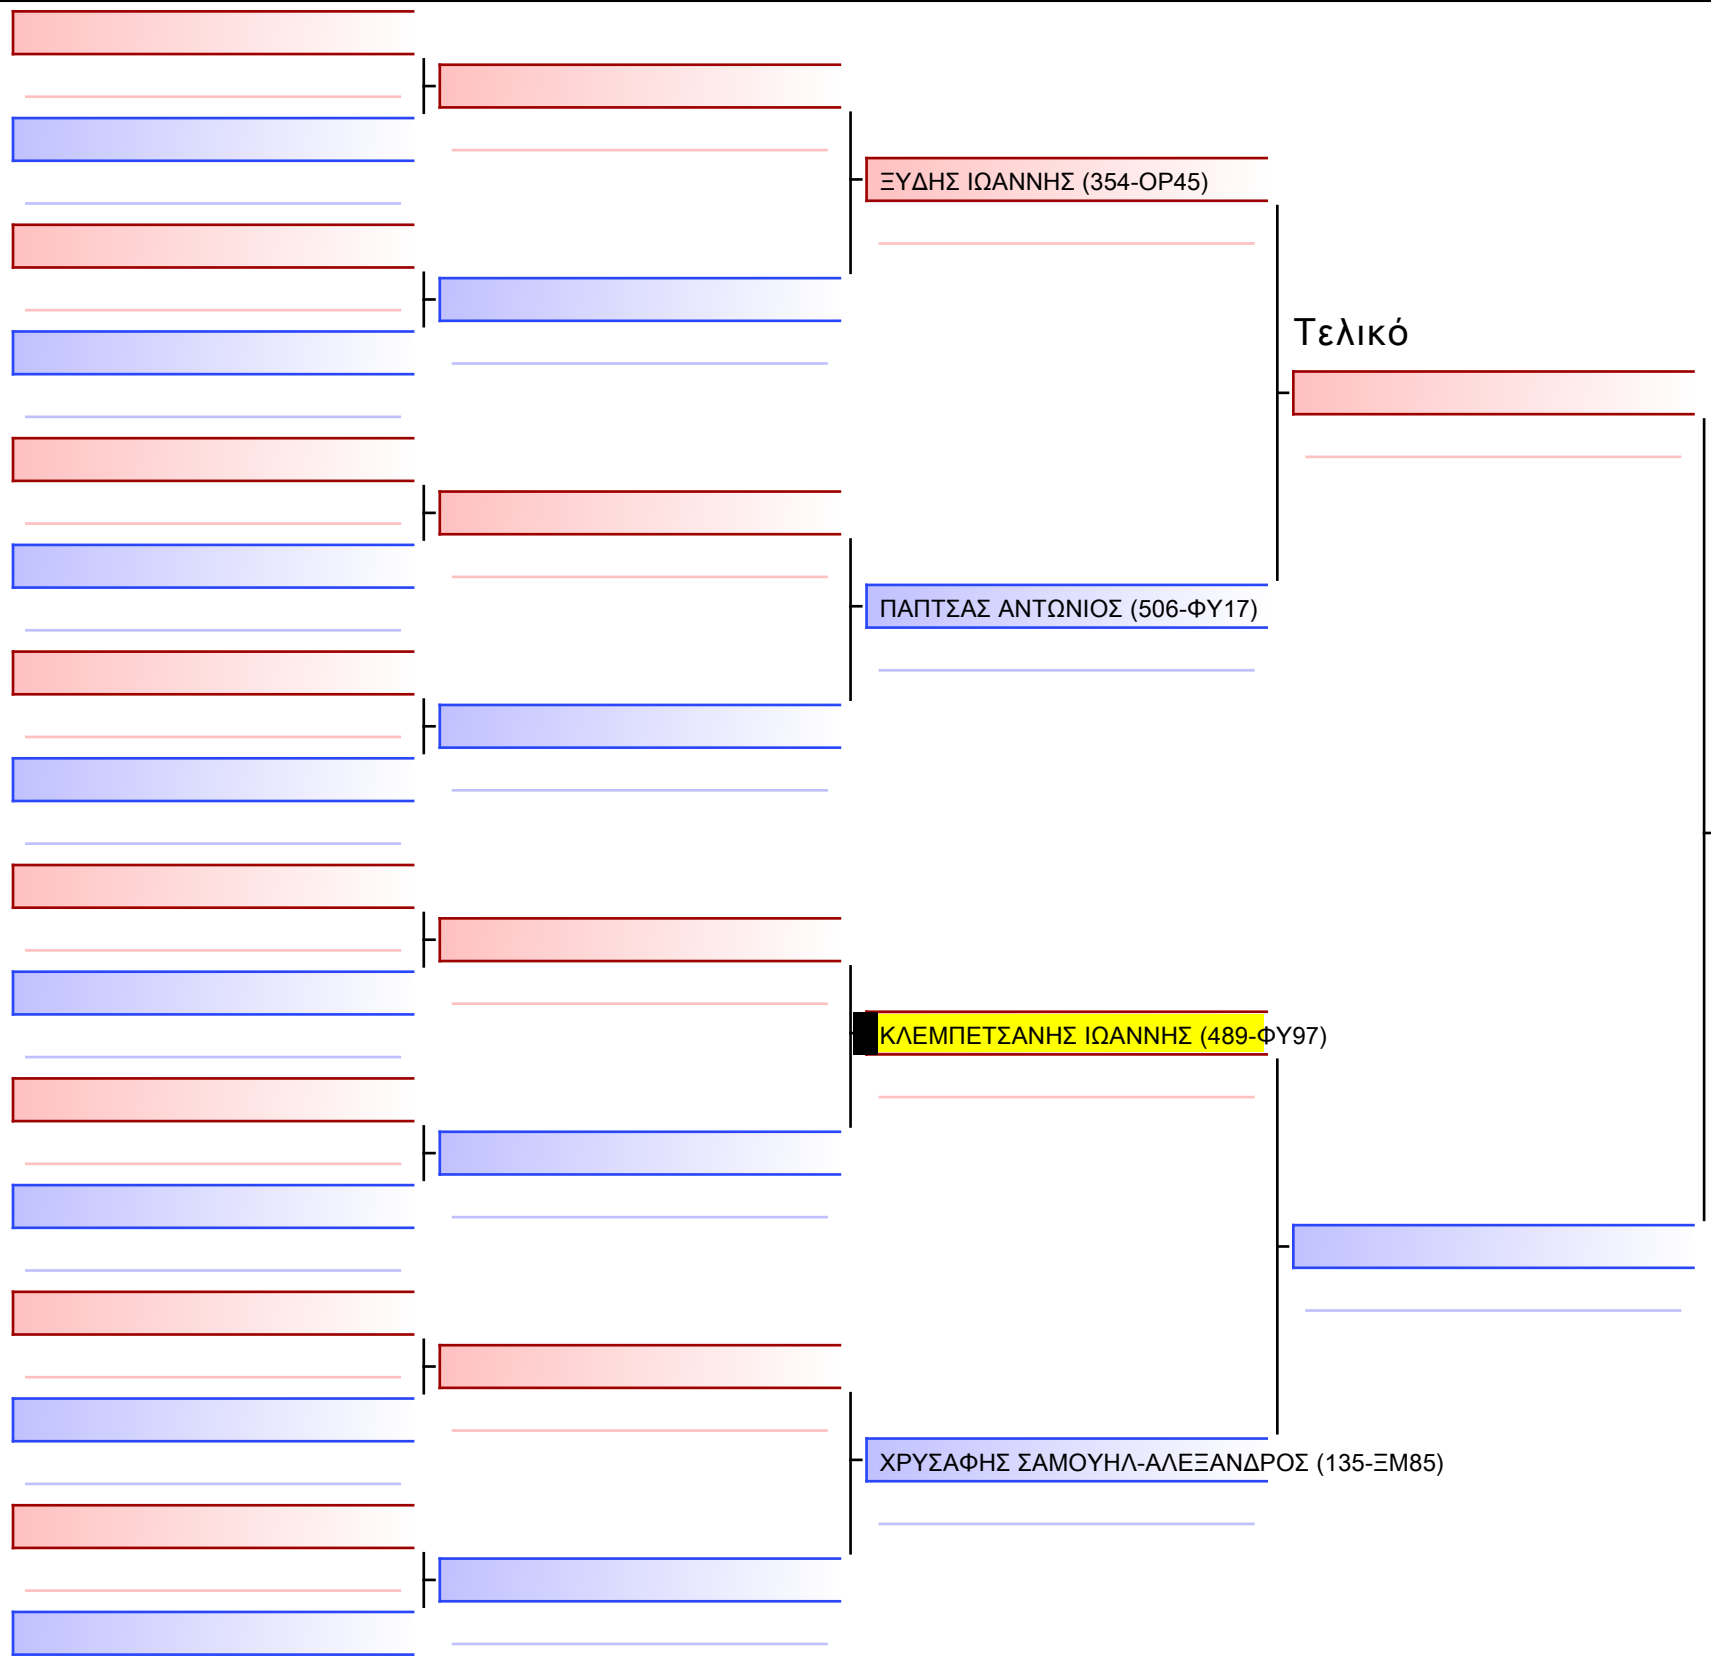 ΞΥΔΗΣ ΙΩΑΝΝΗΣ (354-ΟΡ45)
Τελικό
ΠΑΠΤΣΑΣ ΑΝΤΩΝΙΟΣ (506-ΦΥ17)
ΚΛΕΜΠΕΤΣΑΝΗΣ ΙΩΑΝΝΗΣ (489-ΦΥ97)
ΧΡΥΣΑΦΗΣ ΣΑΜΟΥΗΛ-ΑΛΕΞΑΝΔΡΟΣ (135-ΞΜ85)